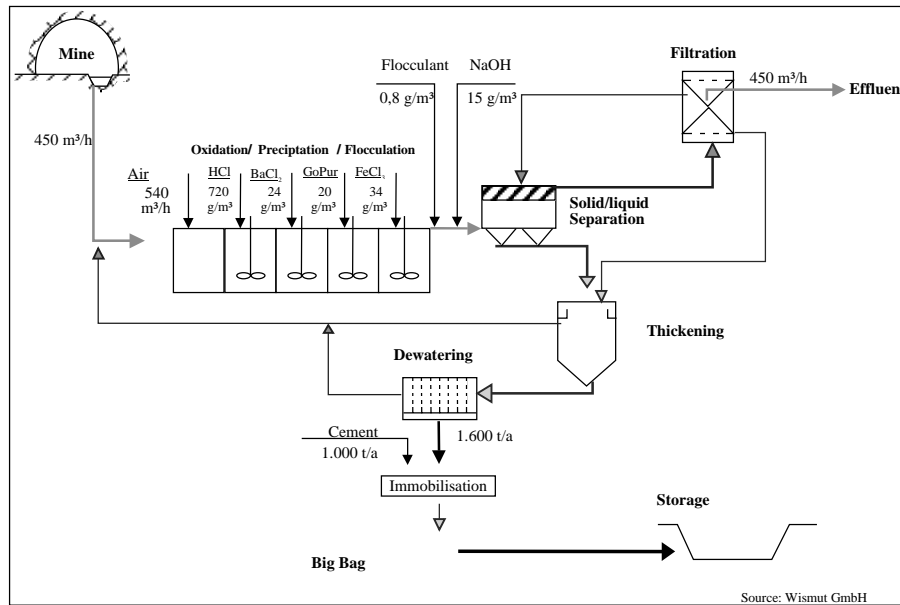 Mine
Flocculant
NaOH
Filtration
0,8 g/m³
15 g/m³
450 m³/h
Effluen
450 m³/h
Oxidation/ Preciptation / Flocculation
Air
540
m³/h
HCl
720
g/m³
BaCl₂
24
g/m³
GoPur
20
g/m³
FeCl₃
34
g/m³
Solid/liquid
Separation
Thickening
Dewatering
Cement
1.000 t/a
1.600 t/a
Immobilisation
Storage
Big Bag
Source: Wismut GmbH